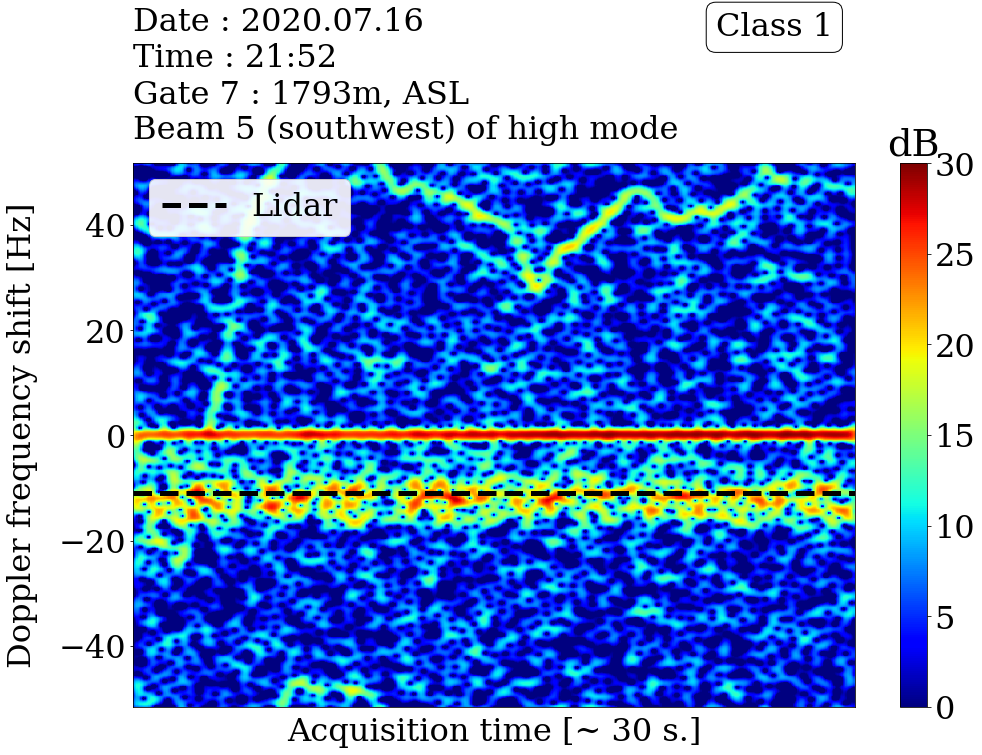 Date : 2020.07.16
Time : 21:52
Gate 7 : 1793m, ASL
Beam 5 (southwest) of high mode
Class 1
dB
Lidar
Doppler frequency shift [Hz]
40
20
0
−20
−40
Acquisition time [~ 30 s.]
30
25
20
15
10
5
0